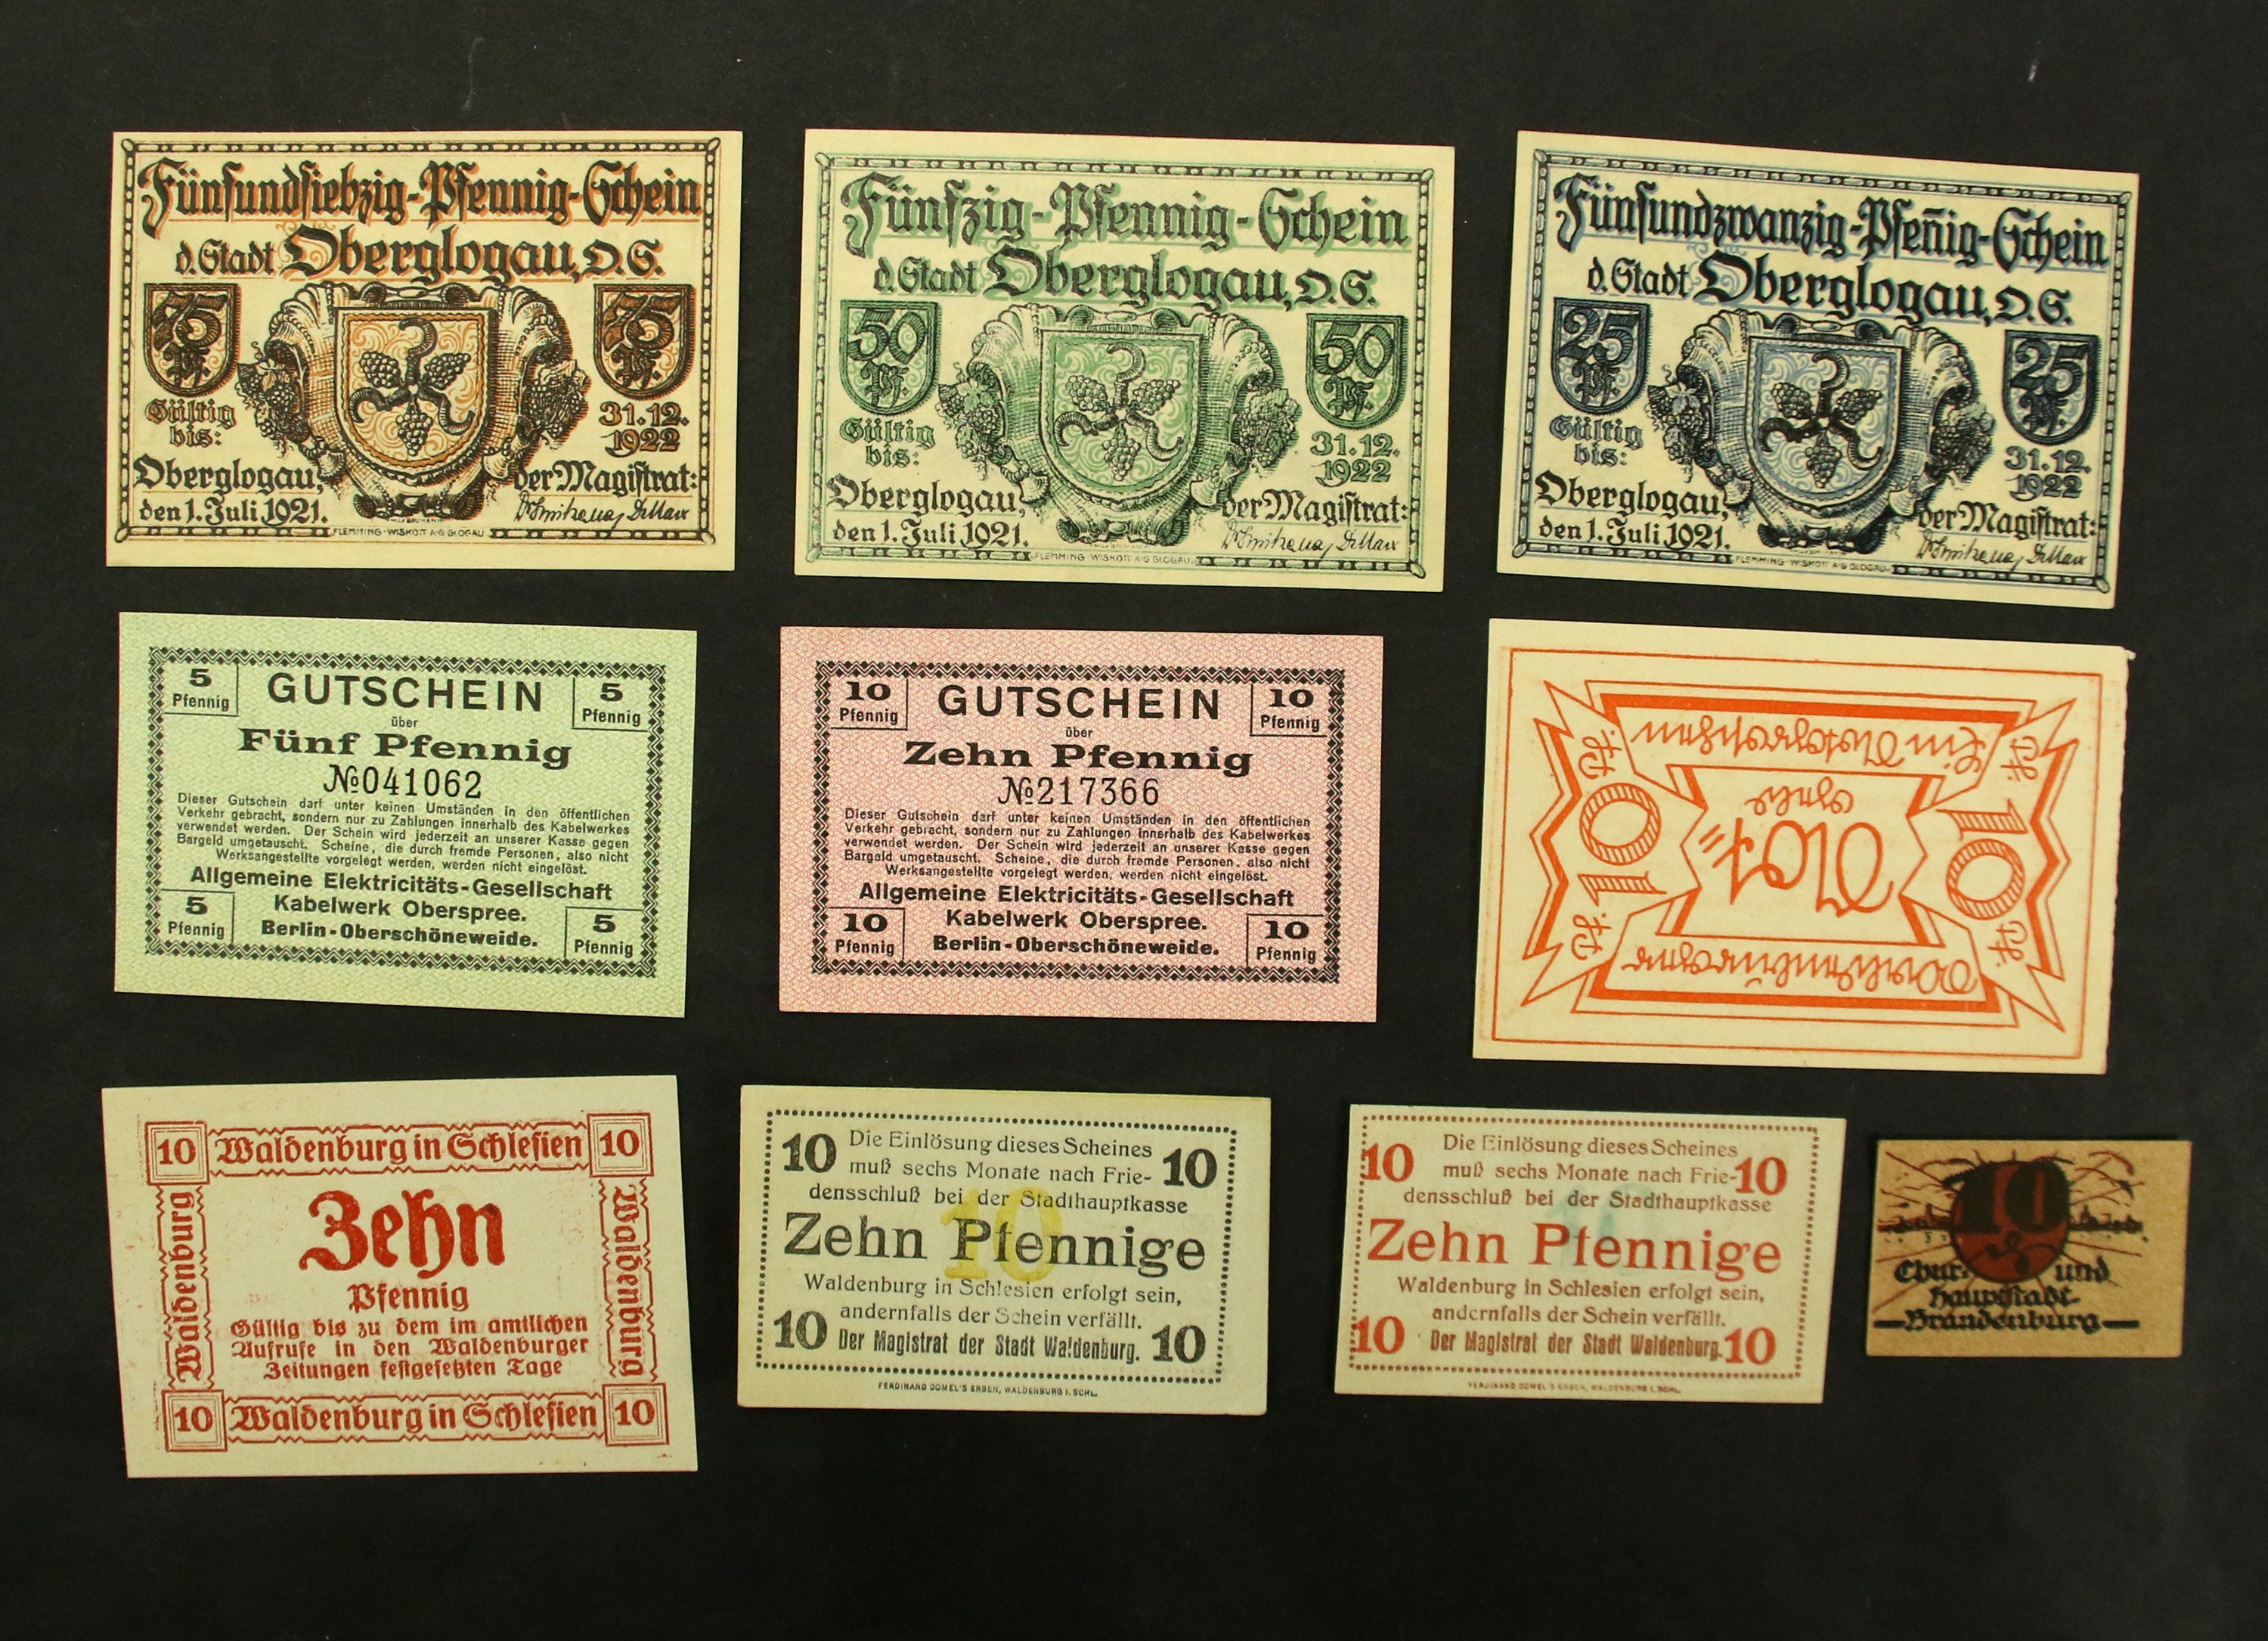 Fünfundsiebzig-Pfennig-Schein
d. Stadt Oberglogau, O.S.
75 Pf. 75 Pf.
Gültig bis: 31.12. 1922
Oberglogau, der Magistrat:
den 1. Juli 1921.
FLEMMING-WISKOTT A-G GLOGAU
Fünfzig-Pfennig-Schein
d. Stadt Oberglogau, O.S.
50 Pf. 50 Pf.
Gültig bis: 31.12. 1922
Oberglogau, der Magistrat:
den 1. Juli 1921.
FLEMMING-WISKOTT A-G GLOGAU
Fünfundzwanzig-Pfen̄ig-Schein
d. Stadt Oberglogau, O.S.
25 Pf. 25 Pf.
Gültig bis: 31.12. 1922
Oberglogau, der Magistrat:
den 1. Juli 1921.
FLEMMING-WISKOTT A-G GLOGAU
5 Pfennig GUTSCHEIN 5 Pfennig
über
Fünf Pfennig
№041062
Dieser Gutschein darf unter keinen Umständen in den öffentlichen
Verkehr gebracht, sondern nur zu Zahlungen innerhalb des Kabelwerkes
verwendet werden. Der Schein wird jederzeit an unserer Kasse gegen
Bargeld umgetauscht. Scheine, die durch fremde Personen, also nicht
Werksangestellte vorgelegt werden, werden nicht eingelöst.
Allgemeine Elektricitäts-Gesellschaft
5 Pfennig Kabelwerk Oberspree. 5 Pfennig
Berlin-Oberschöneweide.
10 Pfennig GUTSCHEIN 10 Pfennig
über
Zehn Pfennig
№217366
Dieser Gutschein darf unter keinen Umständen in den öffentlichen
Verkehr gebracht, sondern nur zu Zahlungen innerhalb des Kabelwerkes
verwendet werden. Der Schein wird jederzeit an unserer Kasse gegen
Bargeld umgetauscht. Scheine, die durch fremde Personen, also nicht
Werksangestellte vorgelegt werden, werden nicht eingelöst.
Allgemeine Elektricitäts-Gesellschaft
10 Pfennig Kabelwerk Oberspree. 10 Pfennig
Berlin-Oberschöneweide.
10 Pf. Not= 10 Pf.
10 Waldenburg in Schlesien 10
Waldenburg
Zehn
Pfennig
Gültig bis zu dem im amtlichen
Aufrufe in den Waldenburger
Zeitungen festgesetzten Tage
Waldenburg
10 Waldenburg in Schlesien 10
10 Die Einlösung dieses Scheines 10
muß sechs Monate nach Frie-
densschluß bei der Stadthauptkasse
10
Zehn Pfennige
Waldenburg in Schlesien erfolgt sein,
andernfalls der Schein verfällt.
10 Der Magistrat der Stadt Waldenburg. 10
FERDINAND DOMEL'S ERBEN, WALDENBURG I. SCHL.
10 Die Einlösung dieses Scheines 10
muß sechs Monate nach Frie-
densschluß bei der Stadthauptkasse
Zehn Pfennige
Waldenburg in Schlesien erfolgt sein,
andernfalls der Schein verfällt.
10 Der Magistrat der Stadt Waldenburg. 10
FERDINAND DOMEL'S ERBEN, WALDENBURG I. SCHL.
10
Chur- und
Hauptstadt
Brandenburg